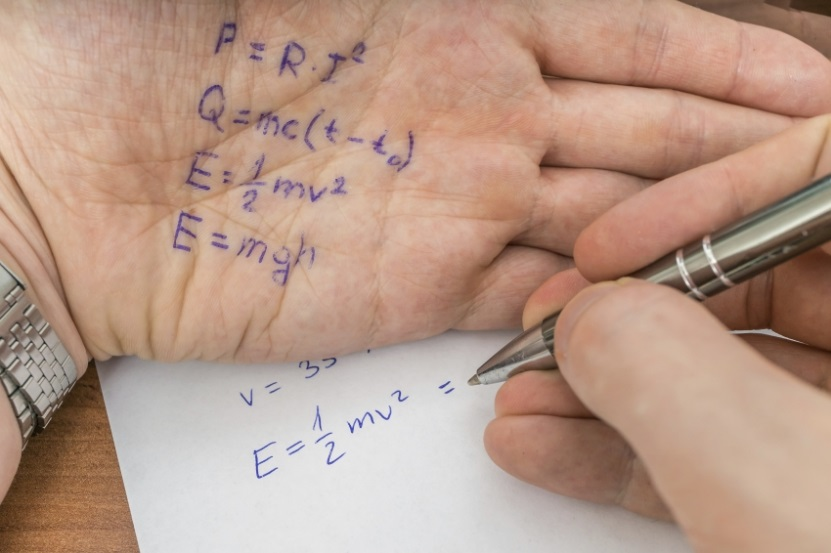 P = R.I²
Q = mc(t - t₀)
E = 1/2 mv²
E = mgh
v =
E = 1/2 mv² =